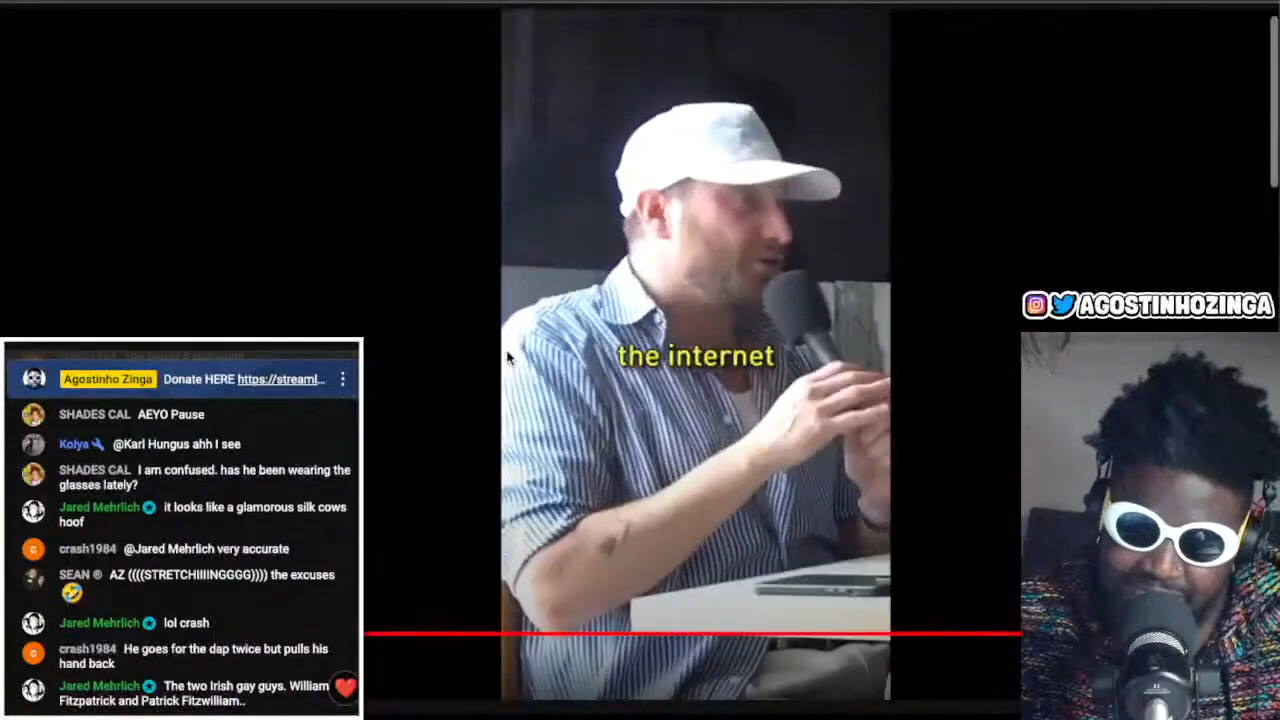 the internet
AGOSTINHOZINGA
Agostinho Zinga Donate HERE https://streaml...
SHADES CAL AEYO Pause
Kolya @Karl Hungus ahh I see
SHADES CAL I am confused. has he been wearing the
glasses lately?
Jared Mehrlich it looks like a glamorous silk cows
hoof
crash1984 @Jared Mehrlich very accurate
SEAN ® AZ ((((STRETCHIIIINGGGG)))) the excuses
Jared Mehrlich lol crash
crash1984 He goes for the dap twice but pulls his
hand back
Jared Mehrlich The two Irish gay guys. William
Fitzpatrick and Patrick Fitzwilliam..